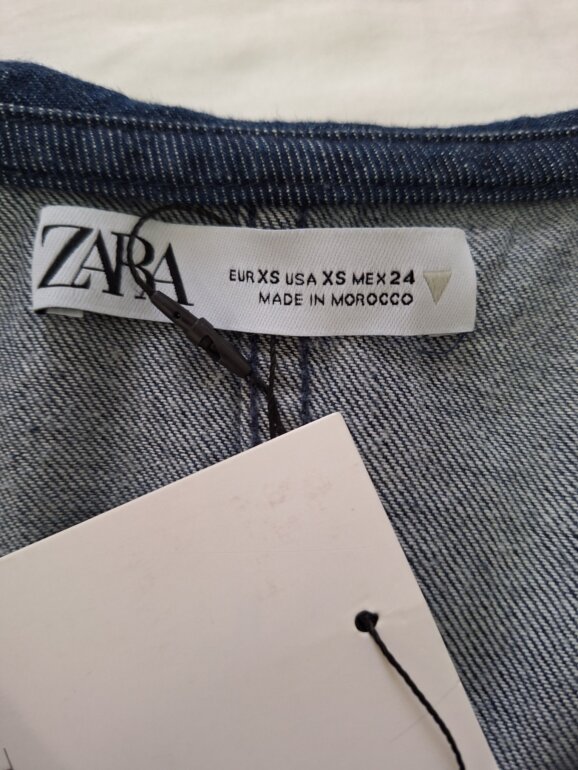 ZARA
EUR XS USA XS MEX 24
MADE IN MOROCCO